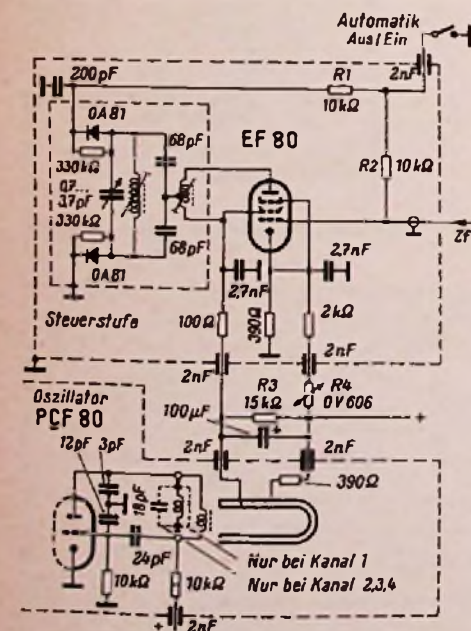 Automatik
Aus/Ein
200pF
2nF
R1
10kΩ
0A81
68pF
EF 80
R2
10kΩ
330kΩ
0,7...
3,7pF
330kΩ
68pF
Zf
0A81
2,7nF
2,7nF
Steuerstufe
100Ω
390Ω
2kΩ
2nF
2nF
Oszillator
PCF 80
R3
15kΩ
R4
0V606
+
100µF
+
12pF
3pF
2nF
2nF
390Ω
18pF
24pF
Nur bei Kanal 1
Nur bei Kanal 2,3,4
10kΩ
10kΩ
+
2nF